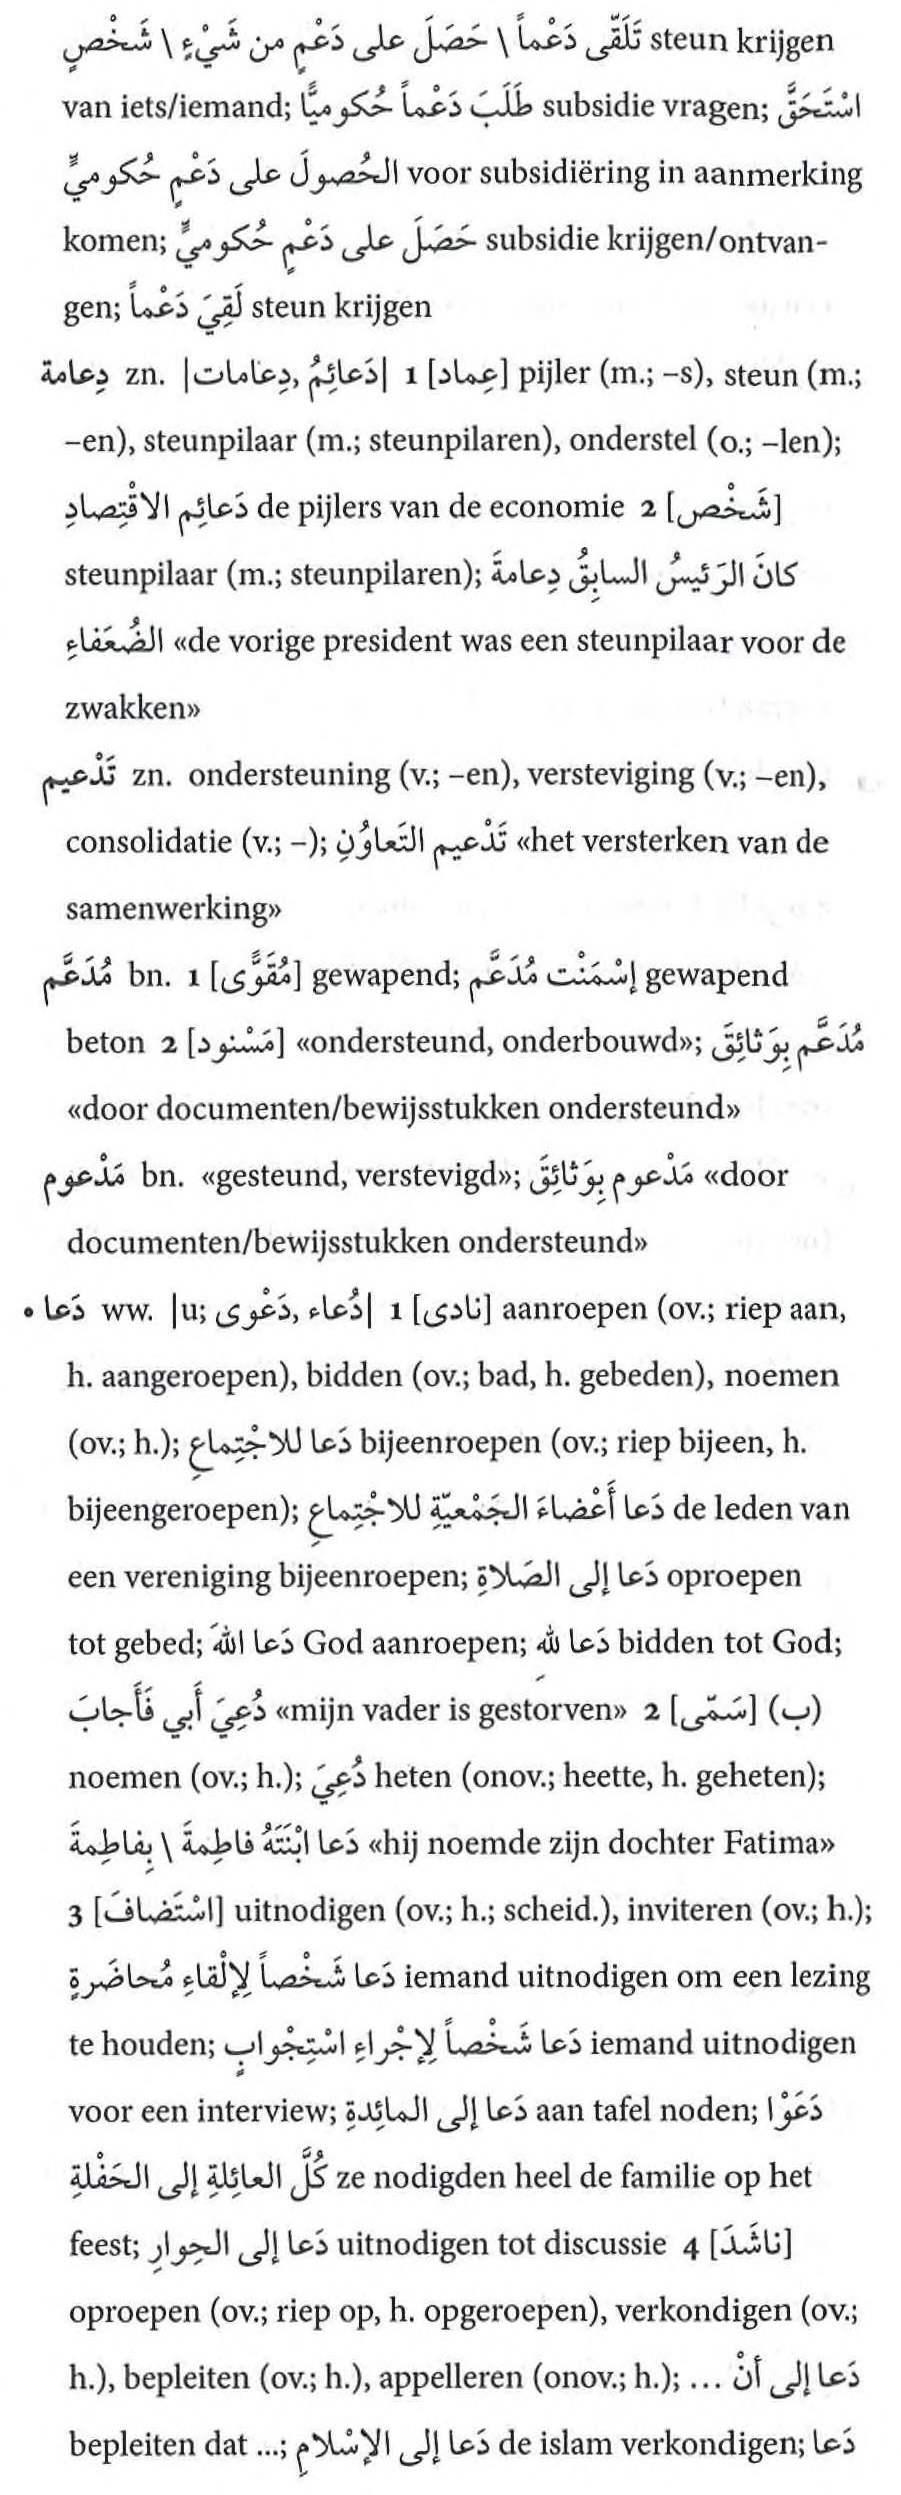 تَلَقّى دَعْماً \ حَصَلَ على دَعْمٍ من شَيْءٍ \ شَخْصٍ steun krijgen
van iets/iemand; طَلَبَ دَعْماً حُكوميًّا subsidie vragen; اسْتَحَقَّ
الحُصولَ على دَعْمٍ حُكوميٍّ voor subsidiëring in aanmerking
komen; حَصَلَ على دَعْمٍ حُكوميٍّ subsidie krijgen/ontvan-
gen; لَقِيَ دَعْماً steun krijgen
دِعامة zn. |دَعائِمُ, دِعامات| 1 [عِماد] pijler (m.; –s), steun (m.;
–en), steunpilaar (m.; steunpilaren), onderstel (o.; –len);
دَعائِم الاقْتِصادِ de pijlers van de economie 2 [شَخْص]
steunpilaar (m.; steunpilaren); كانَ الرَئيسُ السابِقُ دِعامةَ
الضُعَفاءِ «de vorige president was een steunpilaar voor de
zwakken»
تَدْعيم zn. ondersteuning (v.; –en), versteviging (v.; –en),
consolidatie (v.; –); تَدْعيم التَعاوُنِ «het versterken van de
samenwerking»
مُدَعَّم bn. 1 [مُقَوًّى] gewapend; إسْمَنْت مُدَعَّم gewapend
beton 2 [مَسْنود] «ondersteund, onderbouwd»; مُدَعَّم بِوَثائِقَ
«door documenten/bewijsstukken ondersteund»
مَدْعوم bn. «gesteund, verstevigd»; مَدْعوم بِوَثائِقَ «door
documenten/bewijsstukken ondersteund»
• دَعا ww. |u; دُعاء, دَعْوى| 1 [نادى] aanroepen (ov.; riep aan,
h. aangeroepen), bidden (ov.; bad, h. gebeden), noemen
(ov.; h.); دَعا للاجْتِماعِ bijeenroepen (ov.; riep bijeen, h.
bijeengeroepen); دَعا أَعْضاءَ الجَمْعيّةِ للاجْتِماعِ de leden van
een vereniging bijeenroepen; دَعا إلى الصَلاةِ oproepen
tot gebed; دَعا اللهَ God aanroepen; دَعا للهِ bidden tot God;
دُعِيَ أَبي فَأَجابَ «mijn vader is gestorven» 2 [سَمّى] (ب)
noemen (ov.; h.); دُعِيَ heten (onov.; heette, h. geheten);
دَعا ابْنَتَهُ فاطِمةَ \ بِفاطِمةَ «hij noemde zijn dochter Fatima»
3 [اسْتَضافَ] uitnodigen (ov.; h.; scheid.), inviteren (ov.; h.);
دَعا شَخْصاً لِإلْقاءِ مُحاضَرةٍ iemand uitnodigen om een lezing
te houden; دَعا شَخْصاً لِإجْراءِ اسْتِجْوابٍ iemand uitnodigen
voor een interview; دَعا إلى المائِدةِ aan tafel noden; دَعَوْا
كُلَّ العائِلةِ إلى الحَفْلةِ ze nodigden heel de familie op het
feest; دَعا إلى الحِوارِ uitnodigen tot discussie 4 [ناشَدَ]
oproepen (ov.; riep op, h. opgeroepen), verkondigen (ov.;
h.), bepleiten (ov.; h.), appelleren (onov.; h.); دَعا إلى أنْ ...
bepleiten dat ...; دَعا إلى الإسْلامِ de islam verkondigen; دَعا